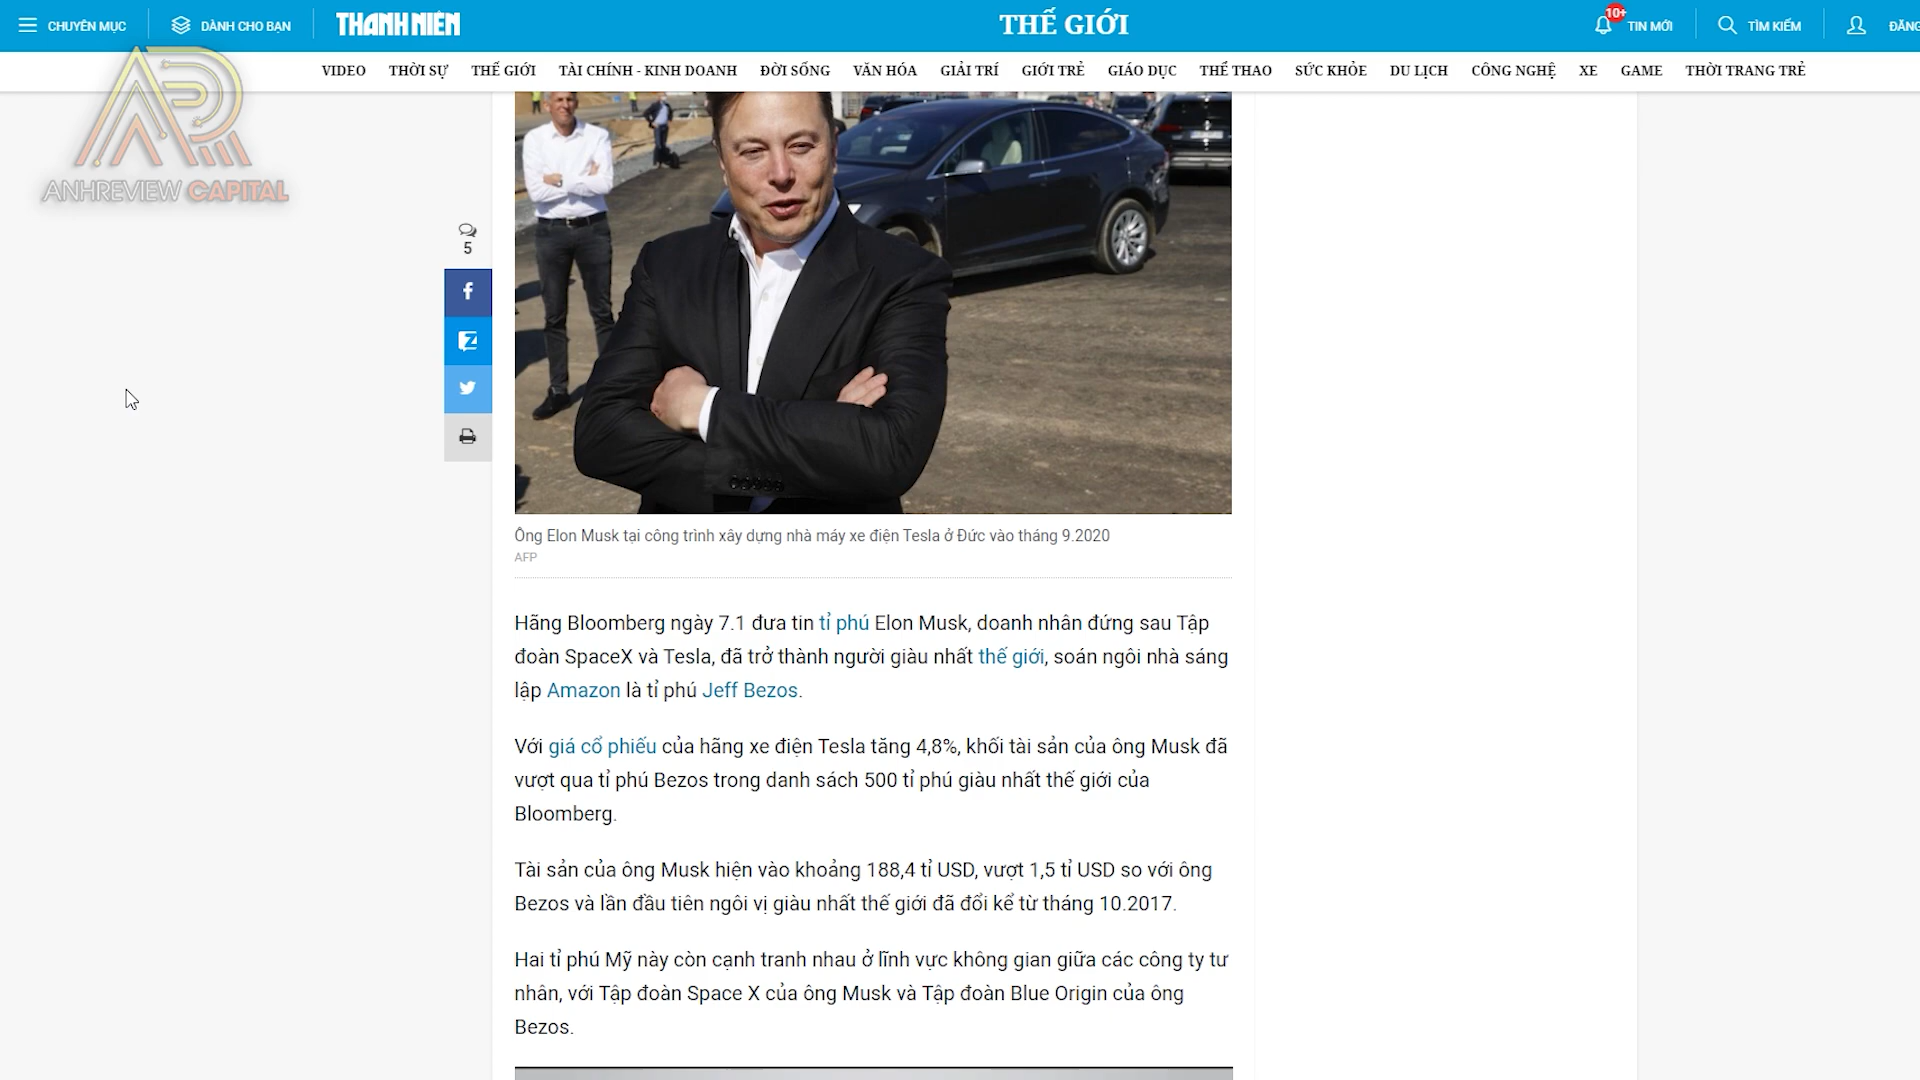 CHUYÊN MỤC
DÀNH CHO BẠN
THANH NIÊN
THẾ GIỚI
10+
TIN MỚI
TÌM KIẾM
ĐĂNG
VIDEO THỜI SỰ THẾ GIỚI TÀI CHÍNH - KINH DOANH ĐỜI SỐNG VĂN HÓA GIẢI TRÍ GIỚI TRẺ GIÁO DỤC THỂ THAO SỨC KHỎE DU LỊCH CÔNG NGHỆ XE GAME THỜI TRANG TRẺ
ANHREVIEW CAPITAL
5
Ông Elon Musk tại công trình xây dựng nhà máy xe điện Tesla ở Đức vào tháng 9.2020
AFP
Hãng Bloomberg ngày 7.1 đưa tin tỉ phú Elon Musk, doanh nhân đứng sau Tập
đoàn SpaceX và Tesla, đã trở thành người giàu nhất thế giới, soán ngôi nhà sáng
lập Amazon là tỉ phú Jeff Bezos.
Với giá cổ phiếu của hãng xe điện Tesla tăng 4,8%, khối tài sản của ông Musk đã
vượt qua tỉ phú Bezos trong danh sách 500 tỉ phú giàu nhất thế giới của
Bloomberg.
Tài sản của ông Musk hiện vào khoảng 188,4 tỉ USD, vượt 1,5 tỉ USD so với ông
Bezos và lần đầu tiên ngôi vị giàu nhất thế giới đã đổi kể từ tháng 10.2017.
Hai tỉ phú Mỹ này còn cạnh tranh nhau ở lĩnh vực không gian giữa các công ty tư
nhân, với Tập đoàn Space X của ông Musk và Tập đoàn Blue Origin của ông
Bezos.